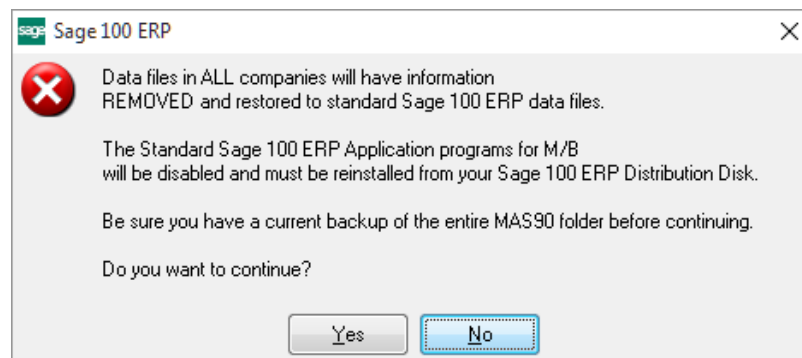 sage Sage 100 ERP
Data files in ALL companies will have information
REMOVED and restored to standard Sage 100 ERP data files.
The Standard Sage 100 ERP Application programs for M/B
will be disabled and must be reinstalled from your Sage 100 ERP Distribution Disk.
Be sure you have a current backup of the entire MAS90 folder before continuing.
Do you want to continue?
Yes No